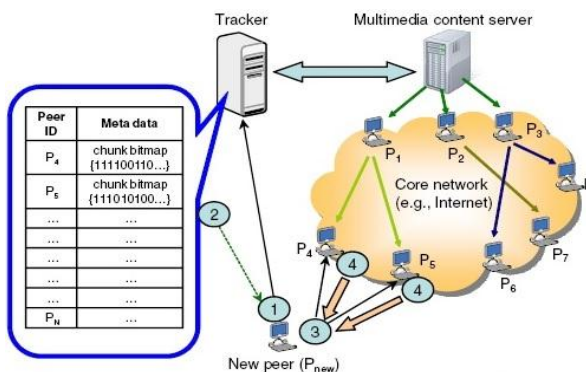 Tracker
Multimedia content server
Peer ID
Meta data
P4
chunk bitmap
{111100110...}
P5
chunk bitmap
{111010100...}
... ...
... ...
... ...
... ...
... ...
PN ...
2
1
New peer (Pnew)
3
4
4
P1
P2
P3
Core network
(e.g., Internet)
P4
P5
P6
P7